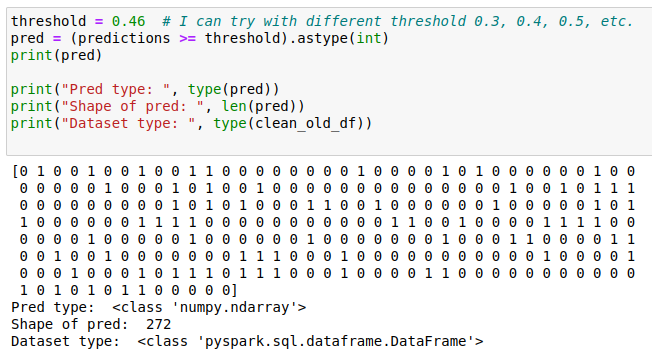 threshold = 0.46  # I can try with different threshold 0.3, 0.4, 0.5, etc.
pred = (predictions >= threshold).astype(int)
print(pred)
print("Pred type: ", type(pred))
print("Shape of pred: ", len(pred))
print("Dataset type: ", type(clean_old_df))
[0 1 0 0 1 0 0 1 0 0 1 1 0 0 0 0 0 0 0 0 1 0 0 0 0 1 0 1 0 0 0 0 0 0 1 0 0
0 0 0 0 0 1 0 0 0 1 0 1 0 0 1 0 0 0 0 0 0 0 0 0 0 0 0 0 0 0 1 0 0 1 0 1 1 1
0 0 0 0 0 0 0 0 0 1 0 1 0 1 0 0 0 1 1 0 0 1 0 0 0 0 0 0 1 0 0 0 0 0 1 0 1
1 0 0 0 0 0 0 1 1 1 1 0 0 0 0 0 0 0 0 0 0 0 1 1 0 0 1 0 0 0 0 1 1 1 1 0 0
0 0 0 0 1 0 0 0 0 0 1 0 0 0 0 0 0 1 0 0 0 0 0 0 0 1 0 0 0 1 1 0 0 0 0 1 1
0 0 1 0 0 1 0 0 0 0 0 0 0 1 1 1 0 0 0 1 0 0 0 0 0 0 0 0 0 0 0 1 0 0 0 0 1
0 0 0 1 0 0 0 1 0 1 1 1 0 1 1 1 0 0 0 1 0 0 0 0 1 1 0 0 0 0 0 0 0 0 0 0 0
1 0 1 0 1 0 1 1 0 0 0 0 0]
Pred type:  <class 'numpy.ndarray'>
Shape of pred:  272
Dataset type:  <class 'pyspark.sql.dataframe.DataFrame'>